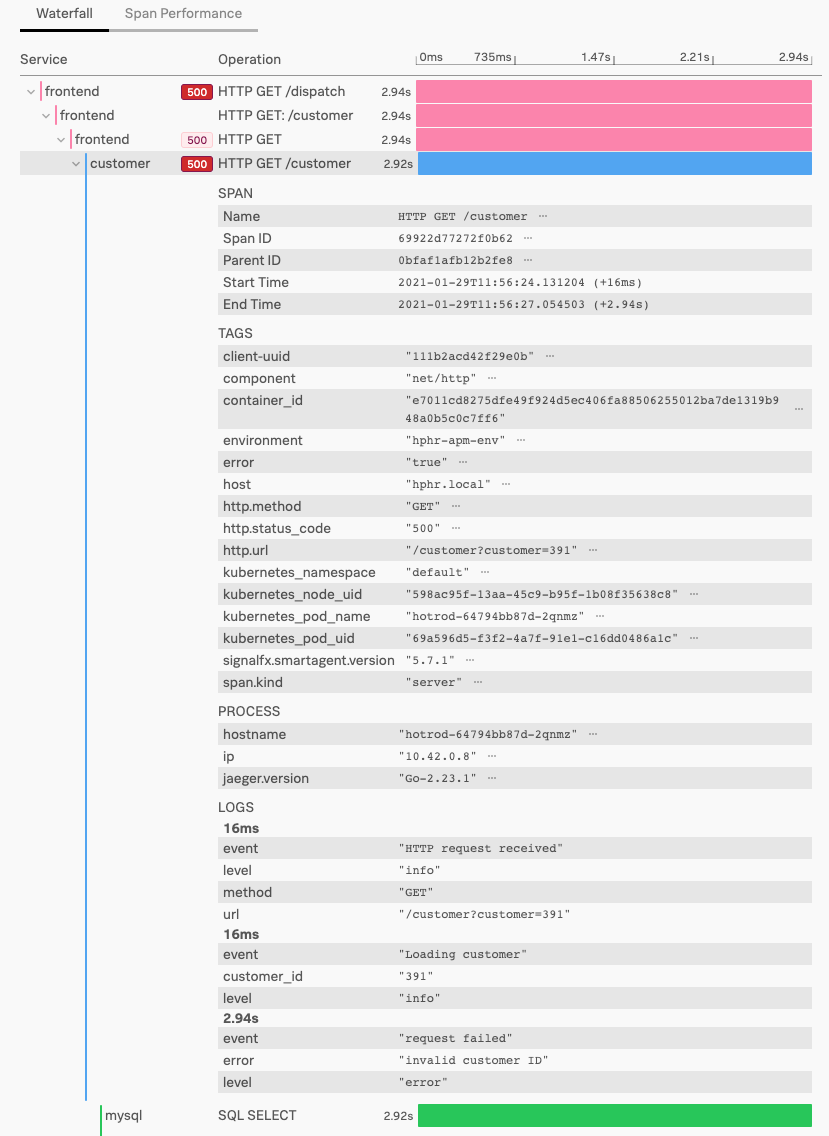 Waterfall Span Performance
Service Operation 0ms 735ms 1.47s 2.21s 2.94s
frontend 500 HTTP GET /dispatch 2.94s
frontend HTTP GET: /customer 2.94s
frontend 500 HTTP GET 2.94s
customer 500 HTTP GET /customer 2.92s
SPAN
Name HTTP GET /customer ···
Span ID 69922d77272f0b62 ···
Parent ID 0bfaf1afb12b2fe8 ···
Start Time 2021-01-29T11:56:24.131204 (+16ms)
End Time 2021-01-29T11:56:27.054503 (+2.94s)
TAGS
client-uuid "111b2acd42f29e0b" ···
component "net/http" ···
container_id "e7011cd8275dfe49f924d5ec406fa88506255012ba7de1319b9
48a0b5c0c7ff6" ···
environment "hphr-apm-env" ···
error "true" ···
host "hphr.local" ···
http.method "GET" ···
http.status_code "500" ···
http.url "/customer?customer=391" ···
kubernetes_namespace "default" ···
kubernetes_node_uid "598ac95f-13aa-45c9-b95f-1b08f35638c8" ···
kubernetes_pod_name "hotrod-64794bb87d-2qnmz" ···
kubernetes_pod_uid "69a596d5-f3f2-4a7f-91e1-c16dd0486a1c" ···
signalfx.smartagent.version "5.7.1" ···
span.kind "server" ···
PROCESS
hostname "hotrod-64794bb87d-2qnmz" ···
ip "10.42.0.8" ···
jaeger.version "Go-2.23.1" ···
LOGS
16ms
event "HTTP request received"
level "info"
method "GET"
url "/customer?customer=391"
16ms
event "Loading customer"
customer_id "391"
level "info"
2.94s
event "request failed"
error "invalid customer ID"
level "error"
mysql SQL SELECT 2.92s